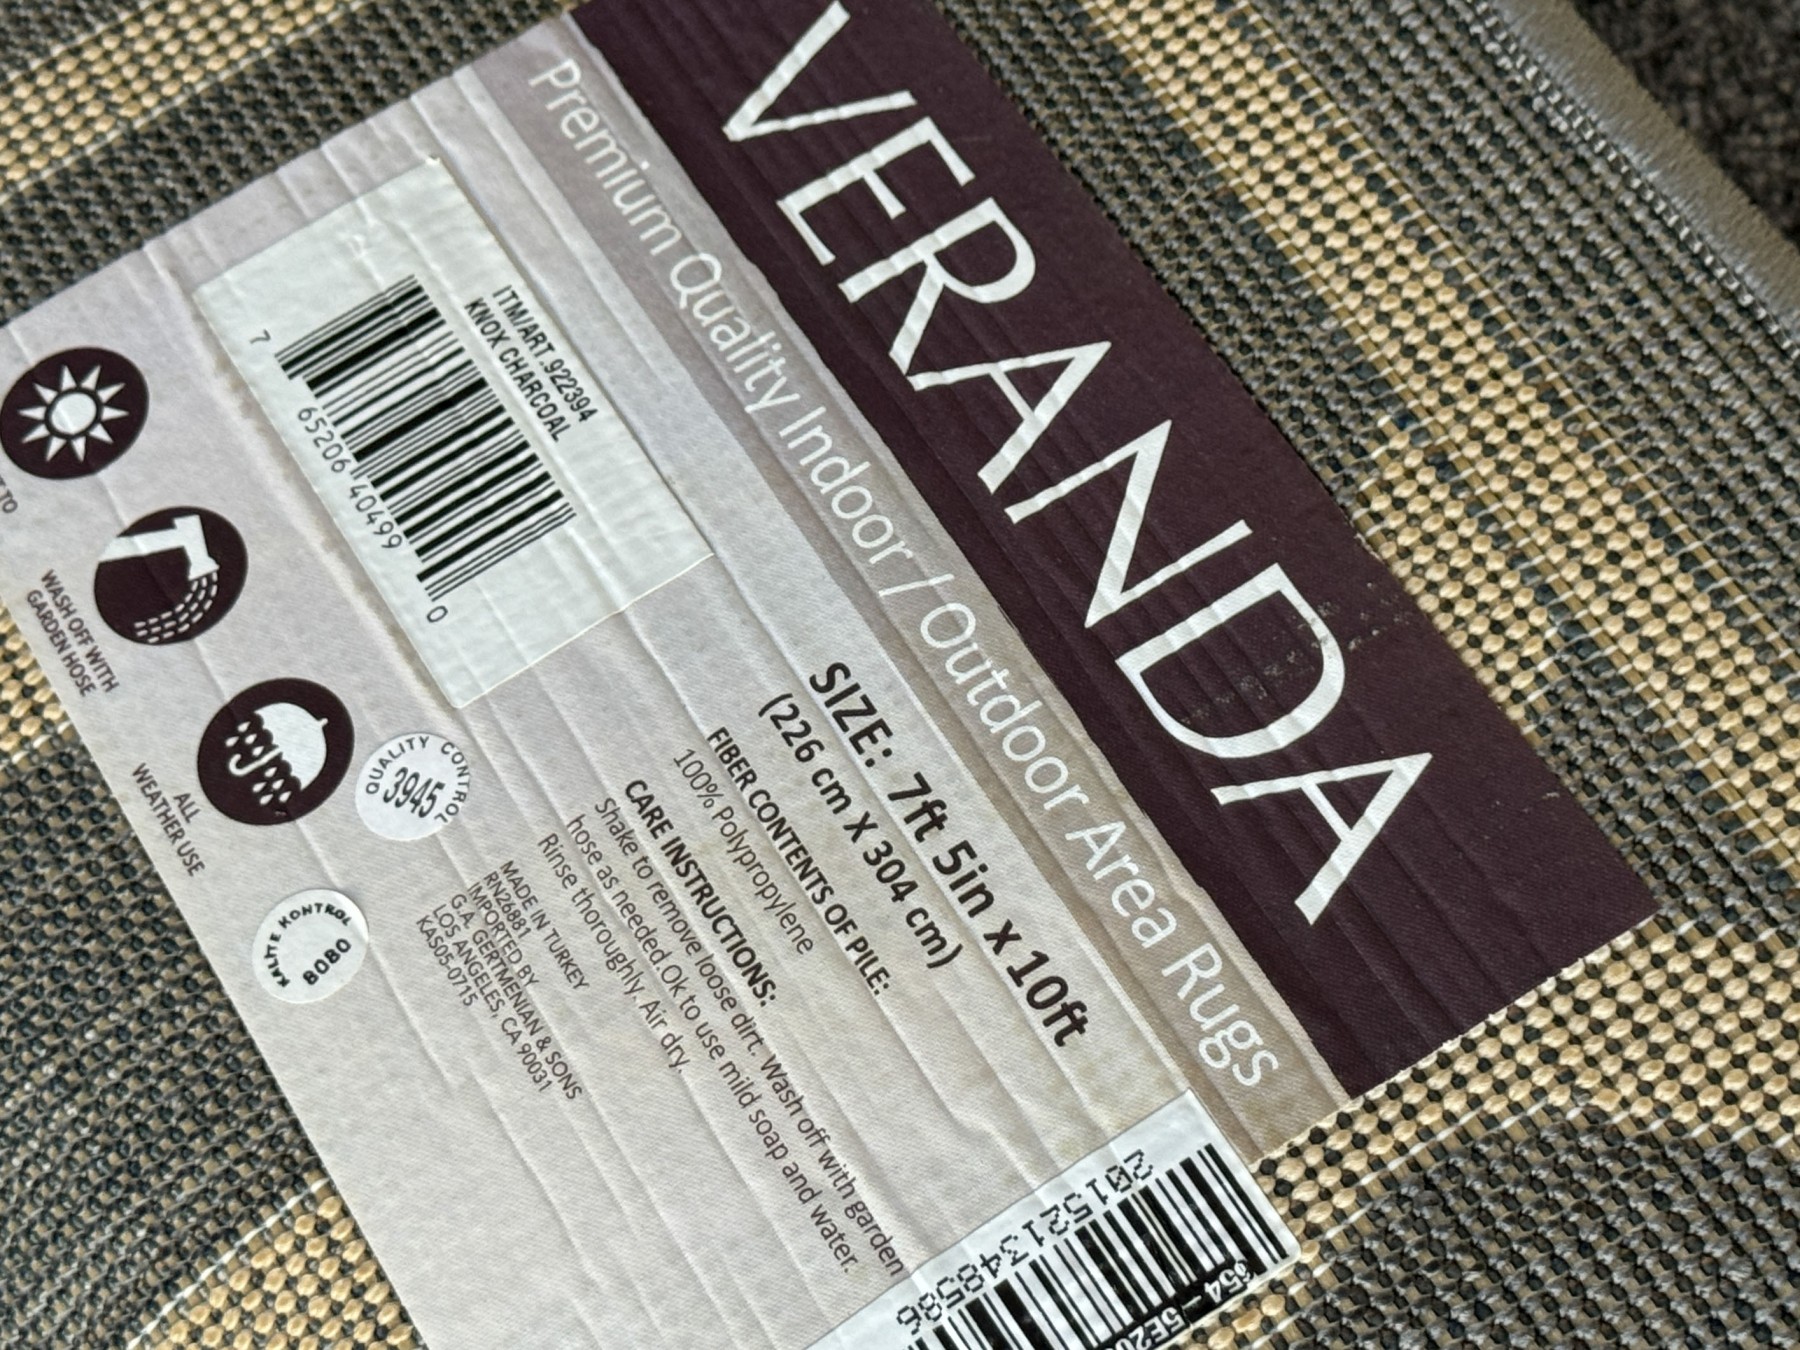 VERANDA
Premium Quality Indoor / Outdoor Area Rugs
ITM/ART.922394
KNOX CHARCOAL
7 65206 40499 0
SIZE: 7ft 5in x 10ft
(226 cm X 304 cm)
FIBER CONTENTS OF PILE:
100% Polypropylene
CARE INSTRUCTIONS:
Shake to remove loose dirt. Wash off with garden
hose as needed.Ok to use mild soap and water.
Rinse thoroughly. Air dry.
MADE IN TURKEY
RN26881
IMPORTED BY
G.A. GERTMENIAN & SONS
LOS ANGELES, CA 90031
KAS05-0715
TO
WASH OFF WITH
GARDEN HOSE
ALL
WEATHER USE
QUALITY CONTROL
3945
KALITE KONTROL
8080
201521348586